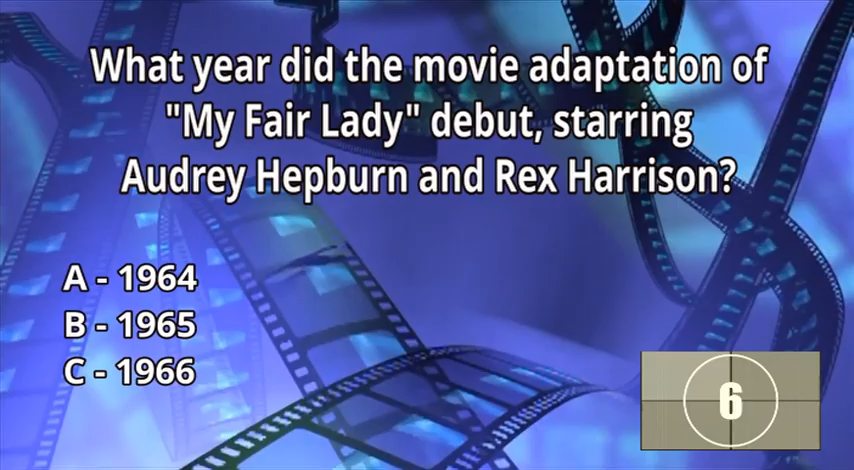 What year did the movie adaptation of
"My Fair Lady" debut, starring
Audrey Hepburn and Rex Harrison?
A - 1964
B - 1965
C - 1966
6